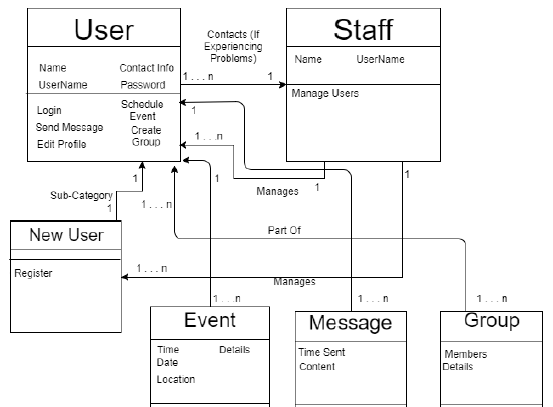 User
Name Contact Info
UserName Password
Login
Send Message
Edit Profile
Schedule
Event
Create
Group
Contacts (If
Experiencing
Problems)
1...n 1
Staff
Name UserName
Manage Users
1
1...n
Manages
1
1
1
Sub-Category
1
1
1...n
New User
Register
Part Of
1...n
Manages
1...n
1...n
1...n
Event
Time Details
Date
Location
Message
Time Sent
Content
Group
Members
Details